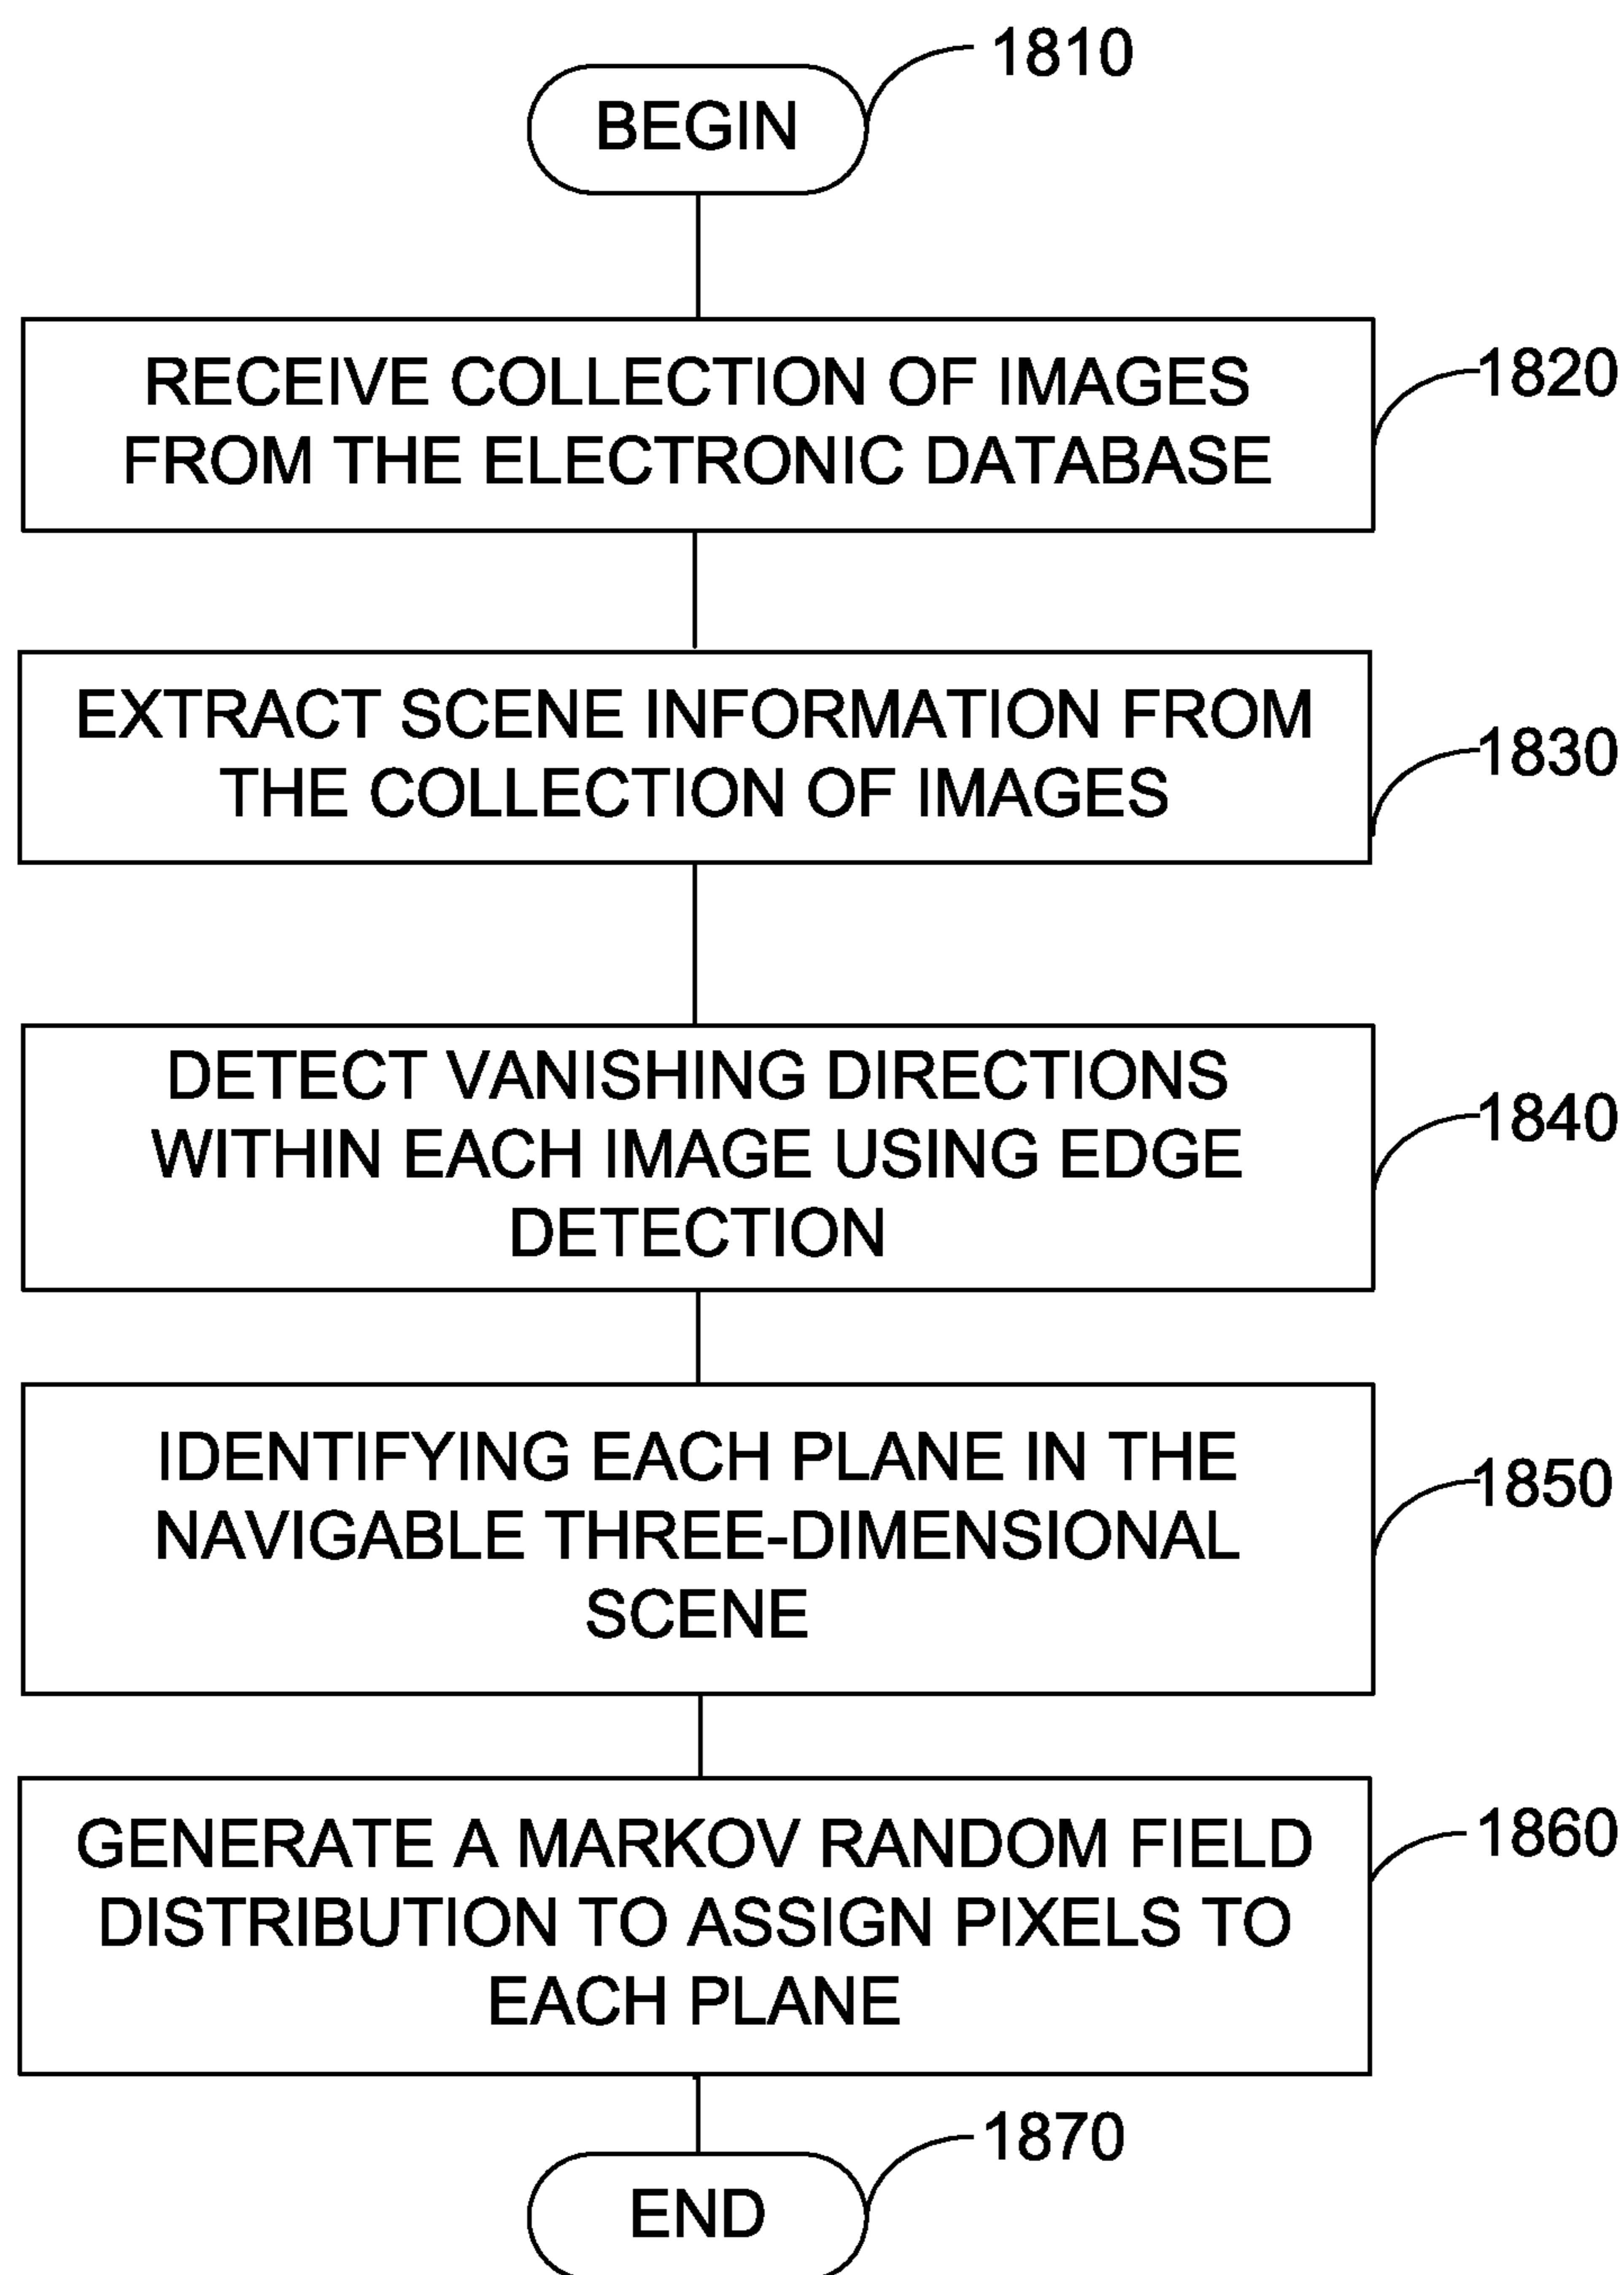 1810
BEGIN
RECEIVE COLLECTION OF IMAGES
FROM THE ELECTRONIC DATABASE
1820
EXTRACT SCENE INFORMATION FROM
THE COLLECTION OF IMAGES
1830
DETECT VANISHING DIRECTIONS
WITHIN EACH IMAGE USING EDGE
DETECTION
1840
IDENTIFYING EACH PLANE IN THE
NAVIGABLE THREE-DIMENSIONAL
SCENE
1850
GENERATE A MARKOV RANDOM FIELD
DISTRIBUTION TO ASSIGN PIXELS TO
EACH PLANE
1860
1870
END